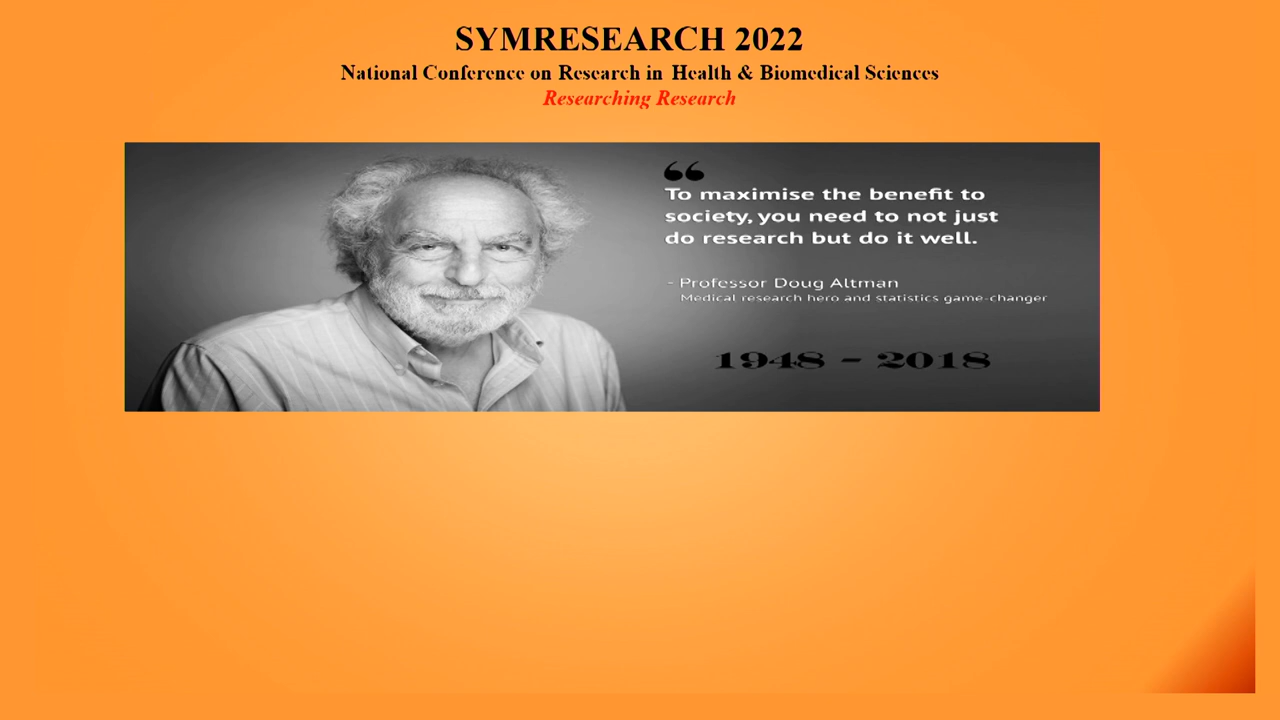 SYMRESEARCH 2022
National Conference on Research in Health & Biomedical Sciences
Researching Research
“
To maximise the benefit to
society, you need to not just
do research but do it well.
- Professor Doug Altman
Medical research hero and statistics game-changer
1948 - 2018